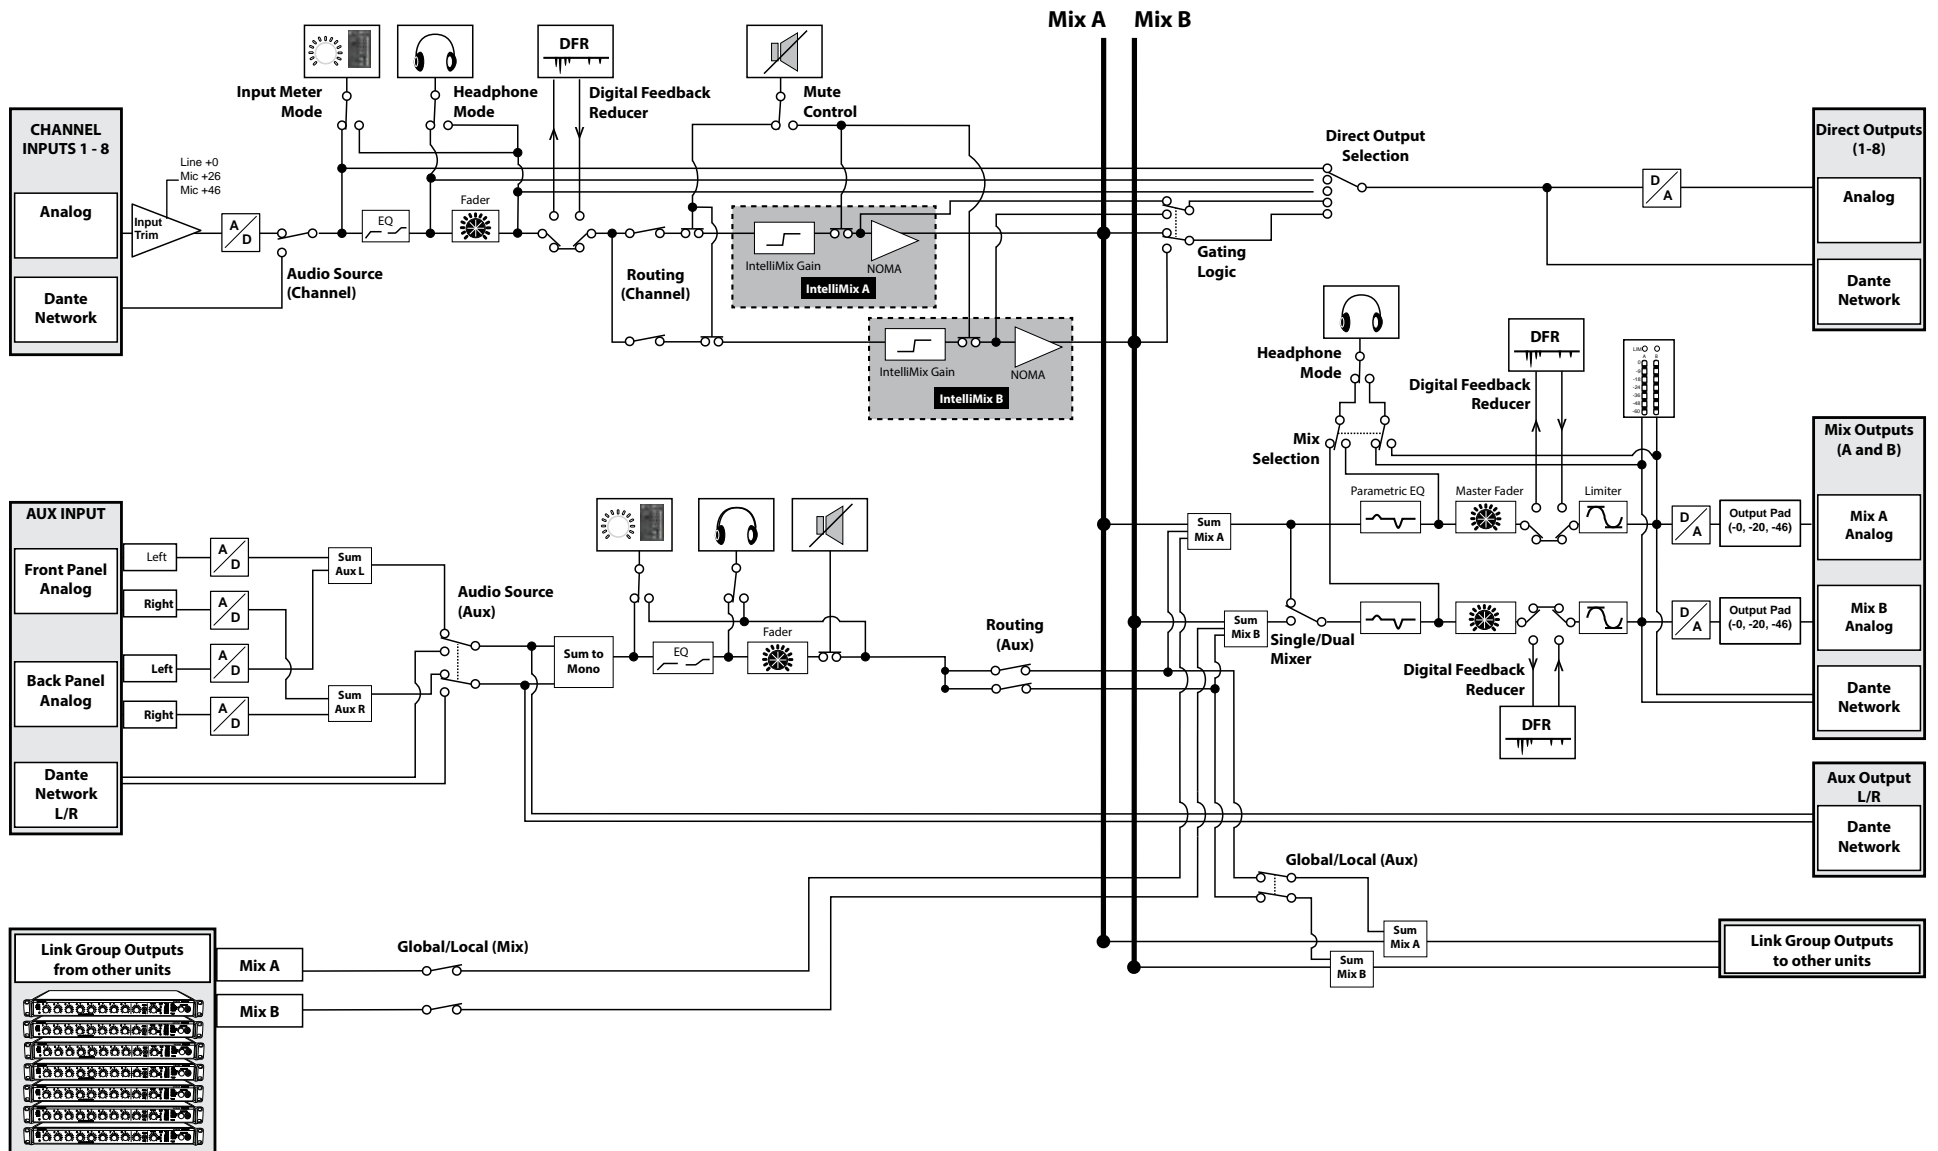 Mix A
Mix B
DFR
Input Meter
Mode
Headphone
Mode
Digital Feedback
Reducer
Mute
Control
CHANNEL
INPUTS 1 - 8
Analog
Dante
Network
Line +0
Mic +26
Mic +46
Input
Trim
A
D
Audio Source
(Channel)
EQ
Fader
Routing
(Channel)
IntelliMix Gain
NOMA
IntelliMix A
IntelliMix Gain
NOMA
IntelliMix B
Gating
Logic
Direct Output
Selection
D
A
Direct Outputs
(1-8)
Analog
Dante
Network
Headphone
Mode
Mix
Selection
Digital Feedback
Reducer
DFR
LIM
A
B
Parametric EQ
Master Fader
Limiter
Sum
Mix A
Sum
Mix B
Single/Dual
Mixer
Digital Feedback
Reducer
DFR
D
A
Output Pad
(-0, -20, -46)
D
A
Output Pad
(-0, -20, -46)
Mix Outputs
(A and B)
Mix A
Analog
Mix B
Analog
Dante
Network
AUX INPUT
Front Panel
Analog
Left
Right
Back Panel
Analog
Left
Right
Dante
Network
L/R
A
D
A
D
A
D
A
D
Sum
Aux L
Sum
Aux R
Audio Source
(Aux)
Sum to
Mono
EQ
Fader
Routing
(Aux)
Aux Output
L/R
Dante
Network
Global/Local (Aux)
Sum
Mix A
Sum
Mix B
Link Group Outputs
to other units
Link Group Outputs
from other units
Mix A
Mix B
Global/Local (Mix)